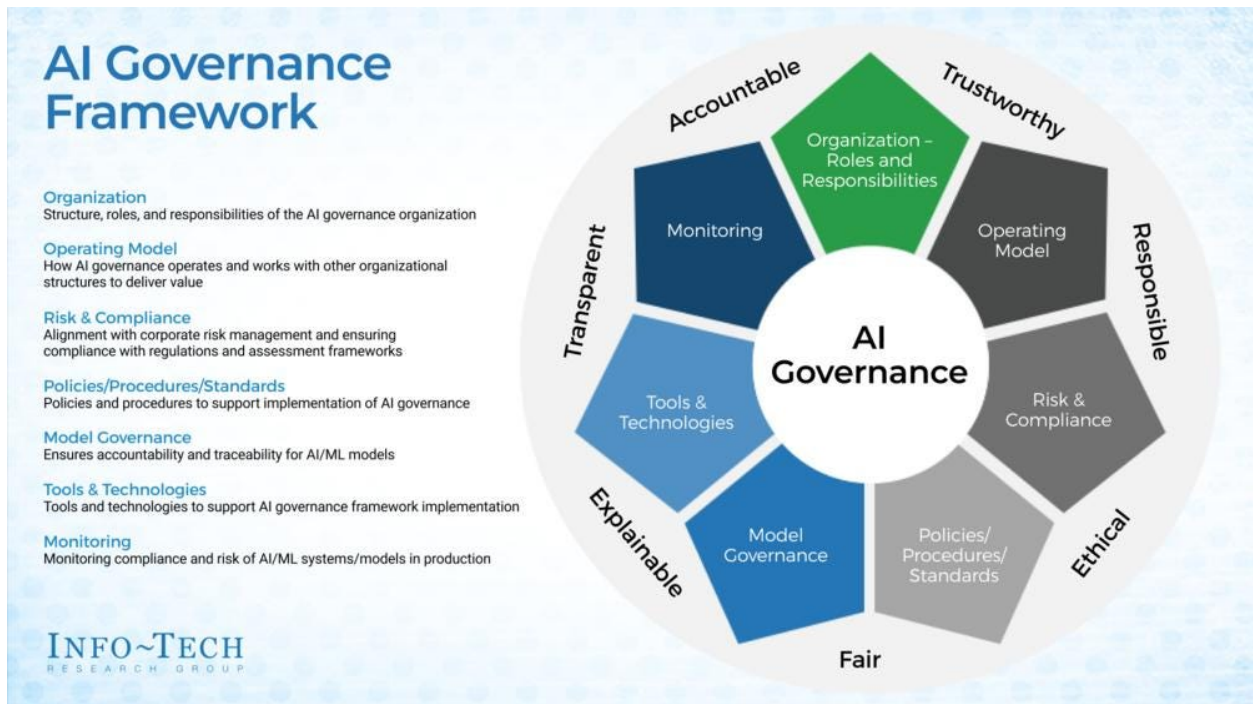 AI Governance
Framework
Organization
Structure, roles, and responsibilities of the AI governance organization
Operating Model
How AI governance operates and works with other organizational
structures to deliver value
Risk & Compliance
Alignment with corporate risk management and ensuring
compliance with regulations and assessment frameworks
Policies/Procedures/Standards
Policies and procedures to support implementation of AI governance
Model Governance
Ensures accountability and traceability for AI/ML models
Tools & Technologies
Tools and technologies to support AI governance framework implementation
Monitoring
Monitoring compliance and risk of AI/ML systems/models in production
INFO~TECH
RESEARCH GROUP
Accountable
Trustworthy
Responsible
Ethical
Fair
Explainable
Transparent
Organization –
Roles and
Responsibilities
Operating
Model
Risk &
Compliance
Policies/
Procedures/
Standards
Model
Governance
Tools &
Technologies
Monitoring
AI
Governance